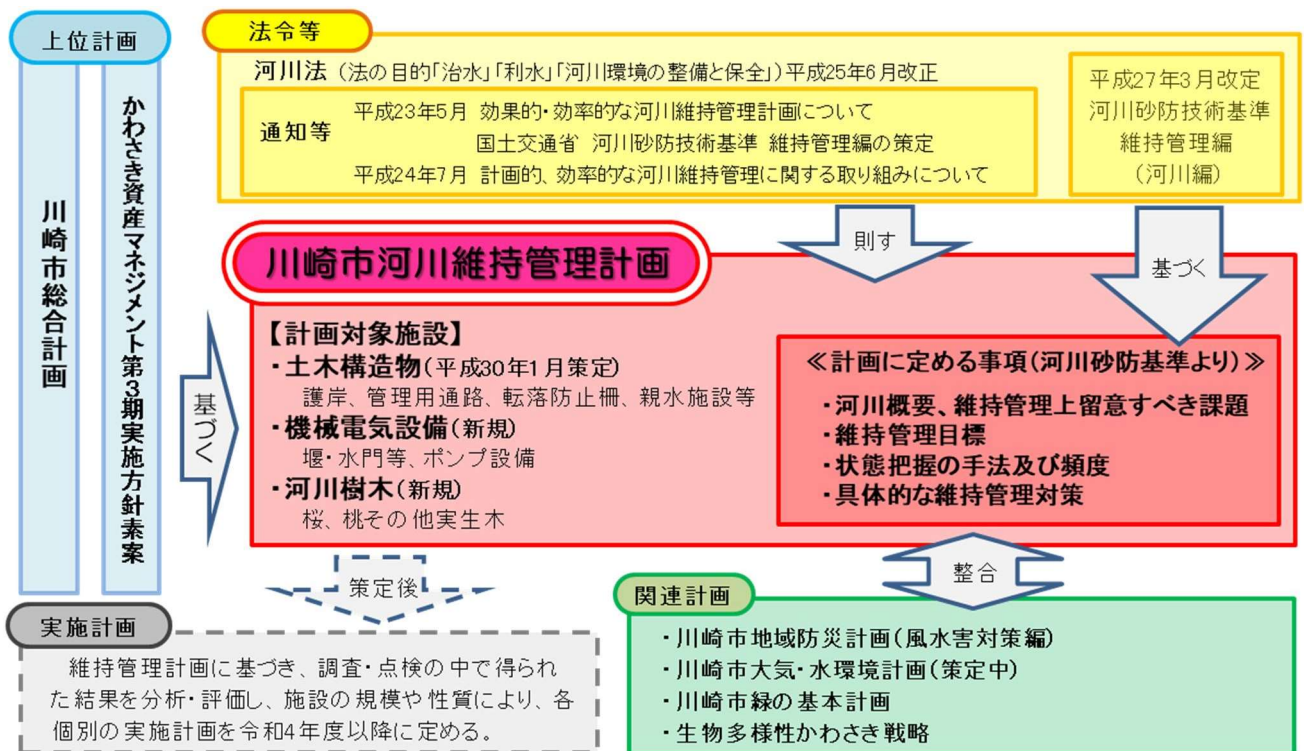 上位計画
川崎市総合計画
かわさき資産マネジメント第3期実施方針素案
法令等
河川法（法の目的「治水」「利水」「河川環境の整備と保全」）平成25年6月改正
通知等
平成23年5月 効果的・効率的な河川維持管理計画について
国土交通省 河川砂防技術基準 維持管理編の策定
平成24年7月 計画的、効率的な河川維持管理に関する取り組みについて
平成27年3月改定
河川砂防技術基準
維持管理編
（河川編）
則す
基づく
基づく
川崎市河川維持管理計画
【計画対象施設】
・土木構造物（平成30年1月策定）
護岸、管理用通路、転落防止柵、親水施設等
・機械電気設備（新規）
堰・水門等、ポンプ設備
・河川樹木（新規）
桜、桃その他実生木
≪計画に定める事項（河川砂防基準より）≫
・河川概要、維持管理上留意すべき課題
・維持管理目標
・状態把握の手法及び頻度
・具体的な維持管理対策
策定後
整合
実施計画
維持管理計画に基づき、調査・点検の中で得られ
た結果を分析・評価し、施設の規模や性質により、各
個別の実施計画を令和4年度以降に定める。
関連計画
・川崎市地域防災計画（風水害対策編）
・川崎市大気・水環境計画（策定中）
・川崎市緑の基本計画
・生物多様性かわさき戦略